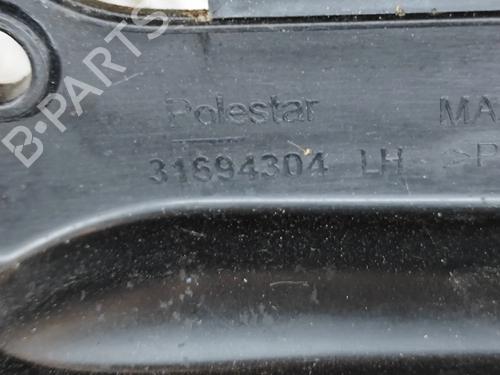 B-PARTS
Polestar MA
31694304 LH >P